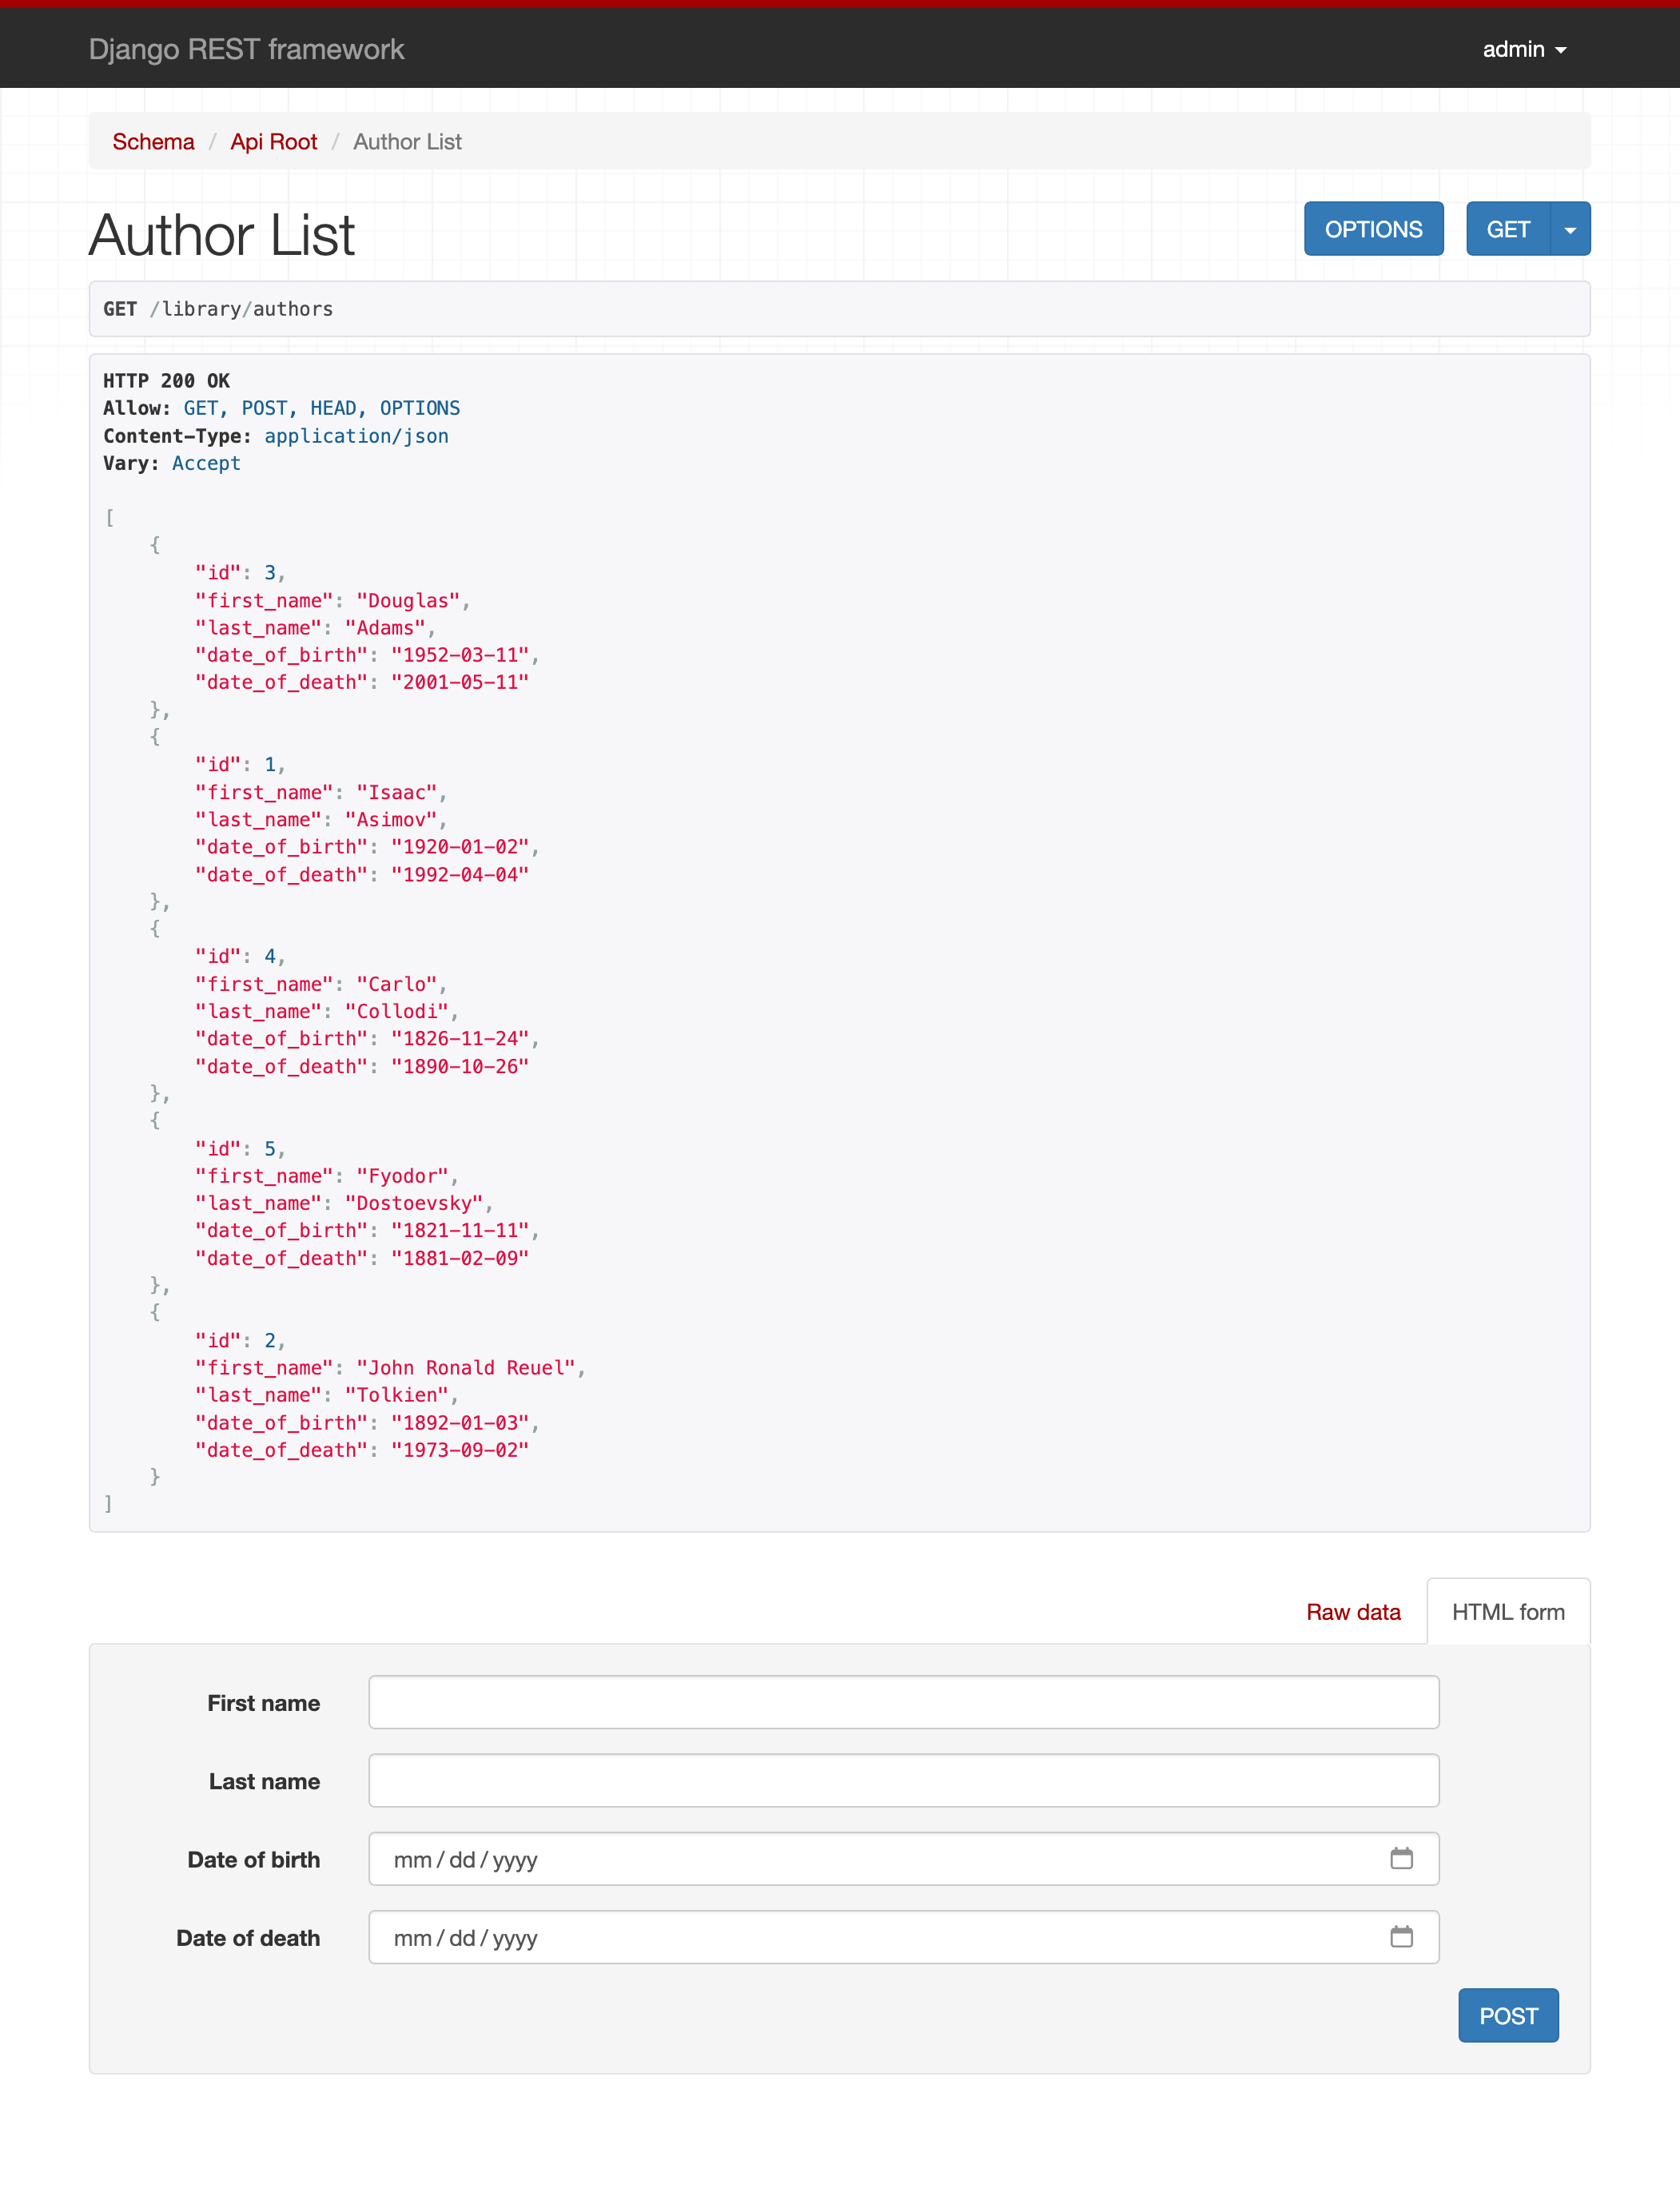 Django REST framework
admin
Schema / Api Root / Author List
Author List
OPTIONS
GET
GET /library/authors
HTTP 200 OK
Allow: GET, POST, HEAD, OPTIONS
Content-Type: application/json
Vary: Accept
[
    {
        "id": 3,
        "first_name": "Douglas",
        "last_name": "Adams",
        "date_of_birth": "1952-03-11",
        "date_of_death": "2001-05-11"
    },
    {
        "id": 1,
        "first_name": "Isaac",
        "last_name": "Asimov",
        "date_of_birth": "1920-01-02",
        "date_of_death": "1992-04-04"
    },
    {
        "id": 4,
        "first_name": "Carlo",
        "last_name": "Collodi",
        "date_of_birth": "1826-11-24",
        "date_of_death": "1890-10-26"
    },
    {
        "id": 5,
        "first_name": "Fyodor",
        "last_name": "Dostoevsky",
        "date_of_birth": "1821-11-11",
        "date_of_death": "1881-02-09"
    },
    {
        "id": 2,
        "first_name": "John Ronald Reuel",
        "last_name": "Tolkien",
        "date_of_birth": "1892-01-03",
        "date_of_death": "1973-09-02"
    }
]
Raw data
HTML form
First name
Last name
Date of birth
mm/dd/yyyy
Date of death
mm/dd/yyyy
POST